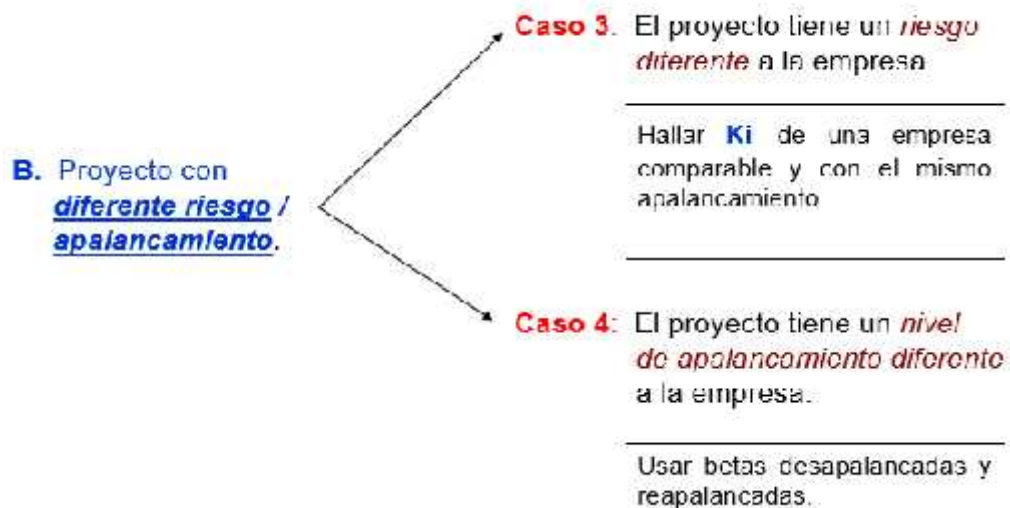 Caso 3: El proyecto tiene un riesgo
diferente a la empresa
Hallar Ki de una empresa
comparable y con el mismo
apalancamiento
B. Proyecto con
diferente riesgo /
apalancamiento.
Caso 4: El proyecto tiene un nivel
de apalancamiento diferente
a la empresa.
Usar betas desapalancadas y
reapalancadas.